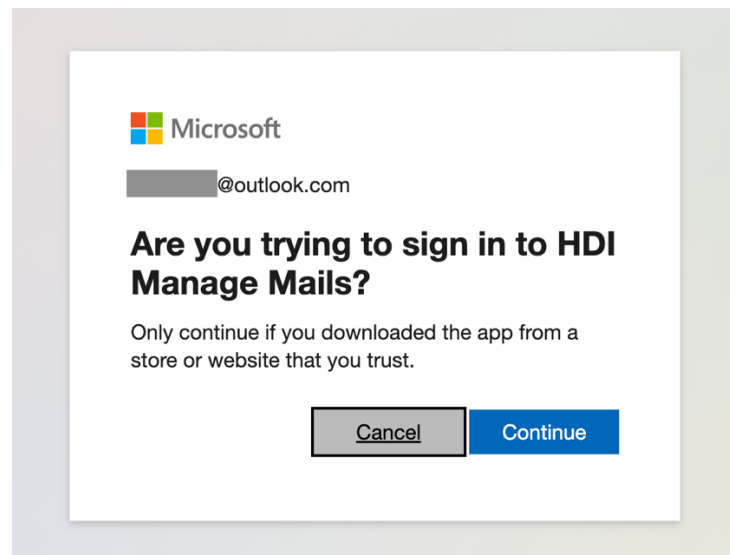 Microsoft
@outlook.com
Are you trying to sign in to HDI
Manage Mails?
Only continue if you downloaded the app from a
store or website that you trust.
Cancel
Continue